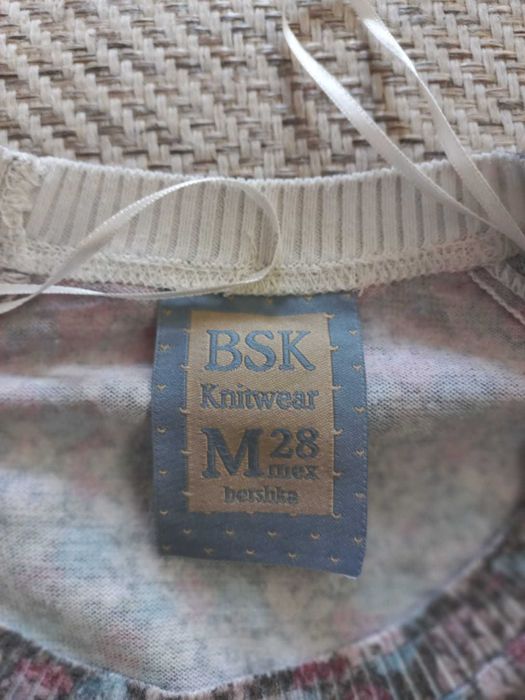 BSK
Knitwear
M 28
mex
bershka